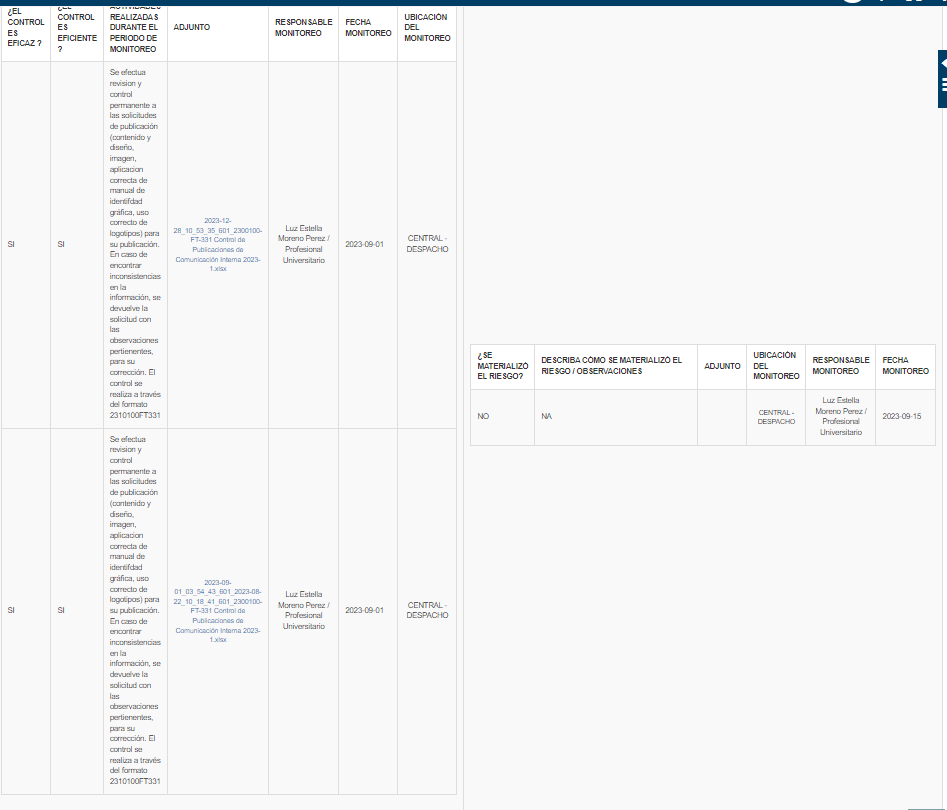 ¿EL
CONTROL
ES
EFICAZ ?
¿EL
CONTROL
ES
EFICIENTE
?
ACTIVIDADES
REALIZADAS
DURANTE EL
PERIODO DE
MONITOREO
ADJUNTO
RESPONSABLE
MONITOREO
FECHA
MONITOREO
UBICACIÓN
DEL
MONITOREO
SI
SI
Se efectua
revision y
control
permanente a
las solicitudes
de publicación
(contenido y
diseño,
imagen,
aplicacion
correcta de
manual de
identifdad
gráfica, uso
correcto de
logotipos) para
su publicación.
En caso de
encontrar
inconsistencias
en la
información, se
devuelve la
solicitud con
las
observaciones
pertienentes,
para su
corrección. El
control se
realiza a través
del formato
2310100FT331
2023-12-
28_10_53_35_601_2300100-
FT-331 Control de
Publicaciones de
Comunicación Interna 2023-
1.xlsx
Luz Estella
Moreno Perez /
Profesional
Universitario
2023-09-01
CENTRAL -
DESPACHO
SI
SI
Se efectua
revision y
control
permanente a
las solicitudes
de publicación
(contenido y
diseño,
imagen,
aplicacion
correcta de
manual de
identifdad
gráfica, uso
correcto de
logotipos) para
su publicación.
En caso de
encontrar
inconsistencias
en la
información, se
devuelve la
solicitud con
las
observaciones
pertienentes,
para su
corrección. El
control se
realiza a través
del formato
2310100FT331
2023-09-
01_03_54_43_601_2023-08-
22_10_18_41_601_2300100-
FT-331 Control de
Publicaciones de
Comunicación Interna 2023-
1.xlsx
Luz Estella
Moreno Perez /
Profesional
Universitario
2023-09-01
CENTRAL -
DESPACHO
¿SE
MATERIALIZÓ
EL RIESGO?
DESCRIBA CÓMO SE MATERIALIZÓ EL
RIESGO / OBSERVACIONES
ADJUNTO
UBICACIÓN
DEL
MONITOREO
RESPONSABLE
MONITOREO
FECHA
MONITOREO
NO
NA
CENTRAL -
DESPACHO
Luz Estella
Moreno Perez /
Profesional
Universitario
2023-09-15